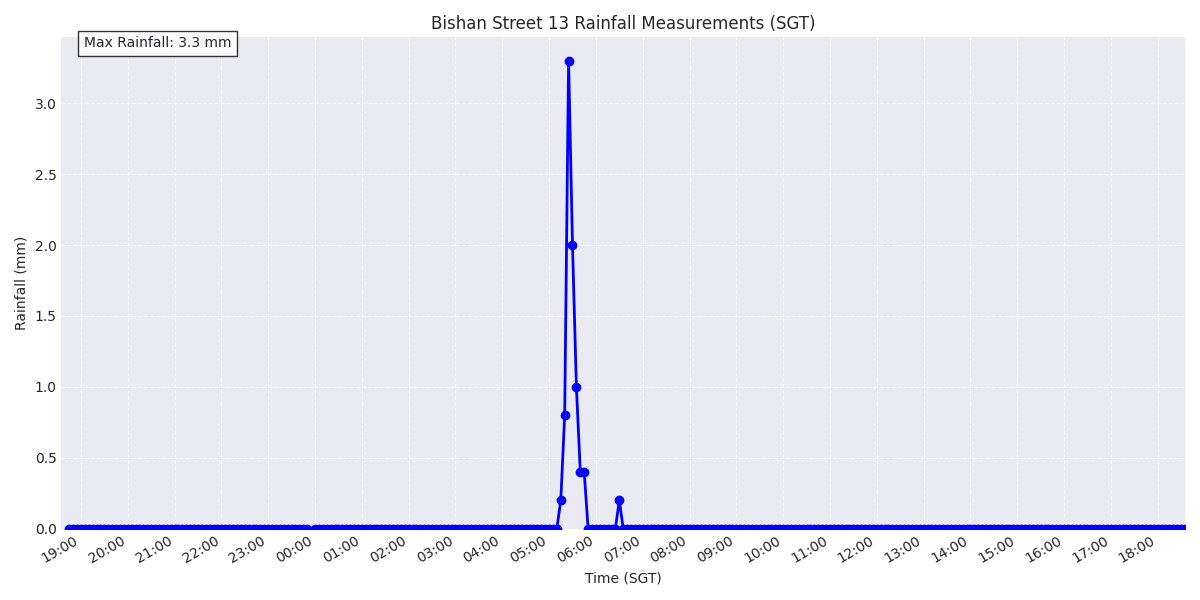 Bishan Street 13 Rainfall Measurements (SGT)
Max Rainfall: 3.3 mm
Rainfall (mm)
3.0
2.5
2.0
1.5
1.0
0.5
0.0
19:00 20:00 21:00 22:00 23:00 00:00 01:00 02:00 03:00 04:00 05:00 06:00 07:00 08:00 09:00 10:00 11:00 12:00 13:00 14:00 15:00 16:00 17:00 18:00
Time (SGT)